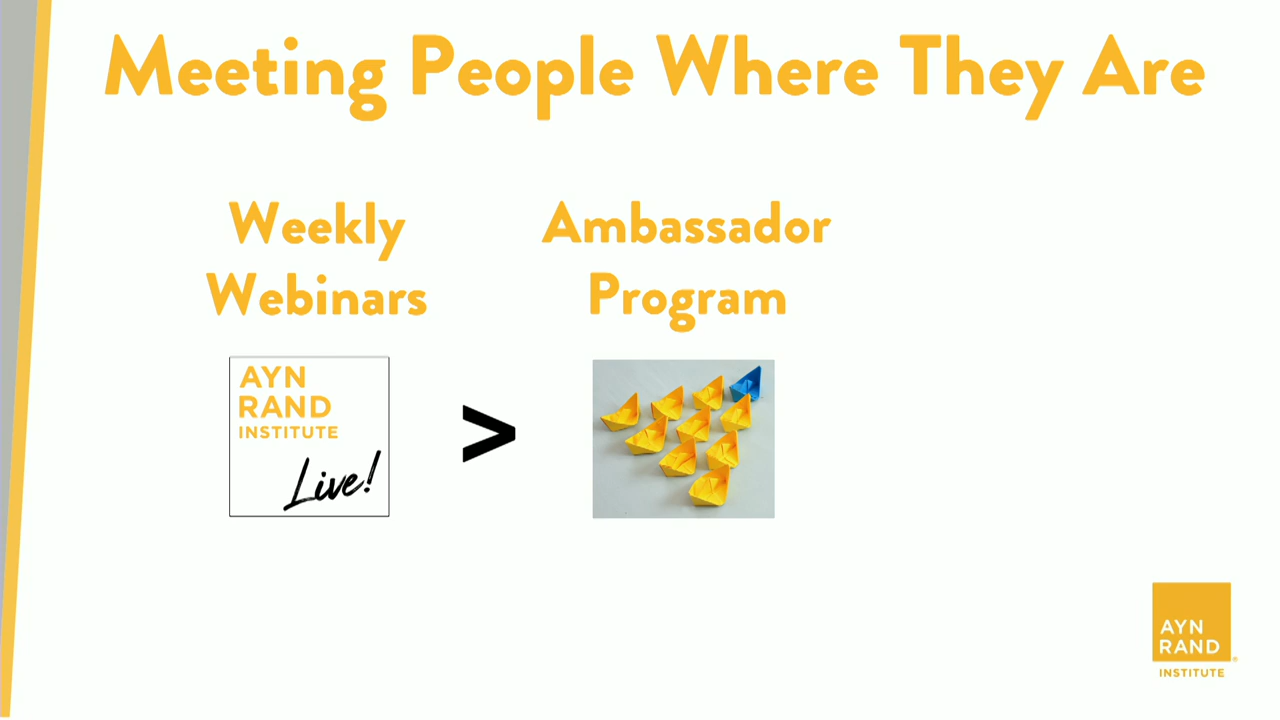 Meeting People Where They Are
Weekly
Webinars
Ambassador
Program
AYN
RAND
INSTITUTE
Live!
>
AYN
RAND
INSTITUTE